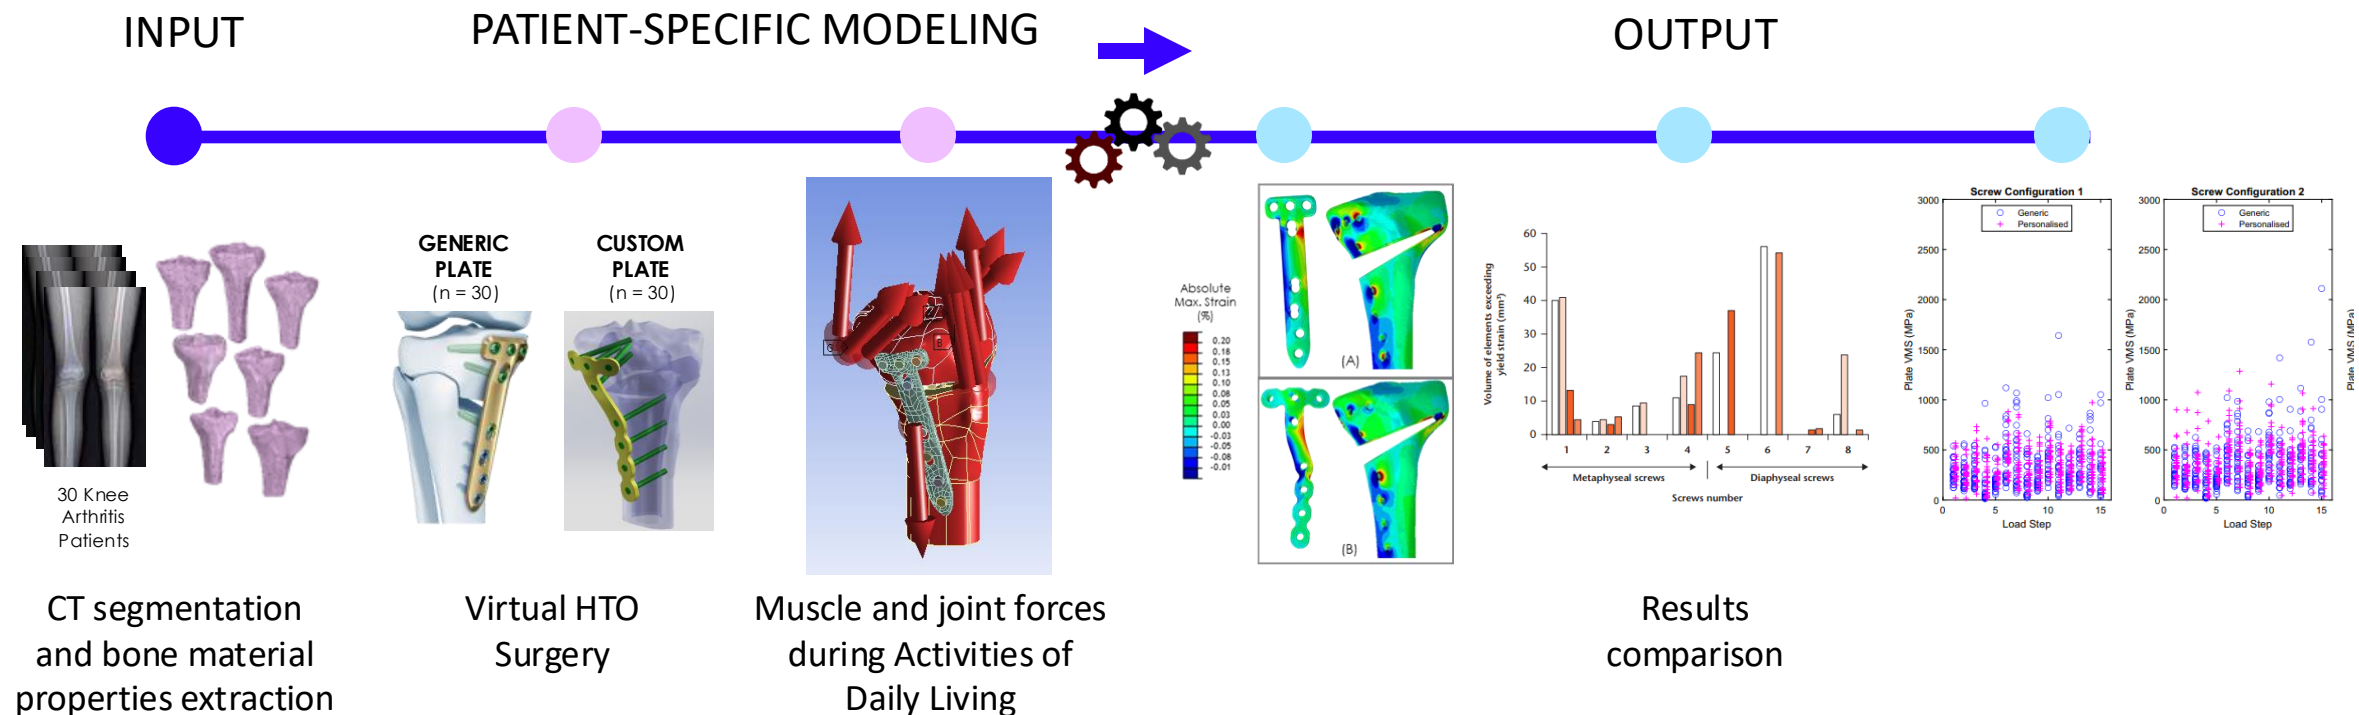 INPUT
PATIENT-SPECIFIC MODELING
OUTPUT
30 Knee
Arthritis
Patients
CT segmentation
and bone material
properties extraction
GENERIC
PLATE
(n = 30)
CUSTOM
PLATE
(n = 30)
Virtual HTO
Surgery
Muscle and joint forces
during Activities of
Daily Living
Absolute
Max. Strain
(%)
0.20
0.18
0.15
0.13
0.10
0.08
0.05
0.03
0.00
-0.03
-0.05
-0.08
-0.01
(A)
(B)
Volume of elements exceeding
yield strain (mm³)
60
50
40
30
20
10
0
1 2 3 4 5 6 7 8
Metaphyseal screws
Diaphyseal screws
Screws number
Results
comparison
Screw Configuration 1
Generic
Personalised
Plate VMS (MPa)
3000
2500
2000
1500
1000
500
0
0 5 10 15
Load Step
Screw Configuration 2
Generic
Personalised
Plate VMS (MPa)
3000
2500
2000
1500
1000
500
0
0 5 10 15
Load Step
Plate VMS (MPa)